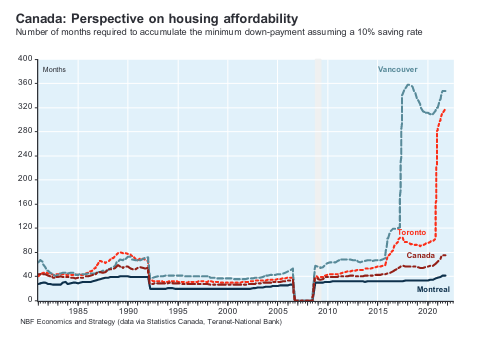 Canada: Perspective on housing affordability
Number of months required to accumulate the minimum down-payment assuming a 10% saving rate
400
Months
Vancouver
360
320
280
240
200
160
120
Toronto
80
Canada
40
Montreal
0
1985 1990 1995 2000 2005 2010 2015 2020
NBF Economics and Strategy (data via Statistics Canada, Teranet-National Bank)